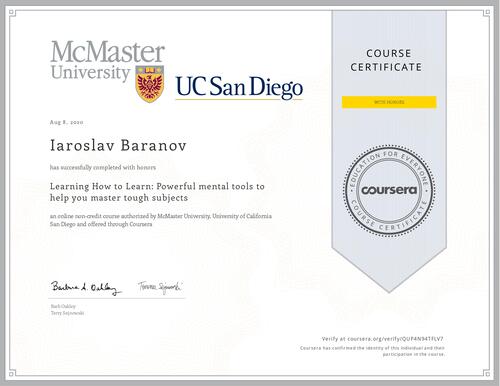 McMaster
University
UC San Diego
COURSE
CERTIFICATE
WITH HONORS
EDUCATION FOR EVERYONE
coursera
COURSE CERTIFICATE
Aug 8, 2020
Iaroslav Baranov
has successfully completed with honors
Learning How to Learn: Powerful mental tools to
help you master tough subjects
an online non-credit course authorized by McMaster University, University of California
San Diego and offered through Coursera
Barbara A. Oakley
Barb Oakley
Terry Sejnowski
Verify at coursera.org/verify/QUP4N94TFLV7
Coursera has confirmed the identity of this individual and their
participation in the course.